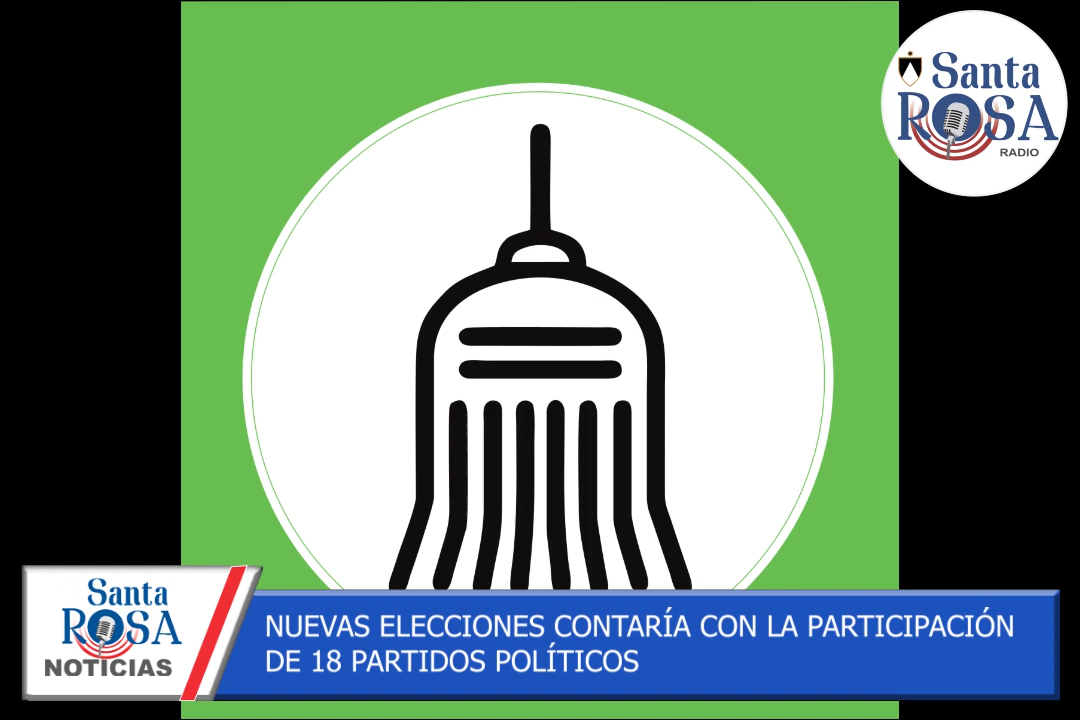 Santa
ROSA
RADIO
Santa
ROSA
NOTICIAS
NUEVAS ELECCIONES CONTARÍA CON LA PARTICIPACIÓN
DE 18 PARTIDOS POLÍTICOS